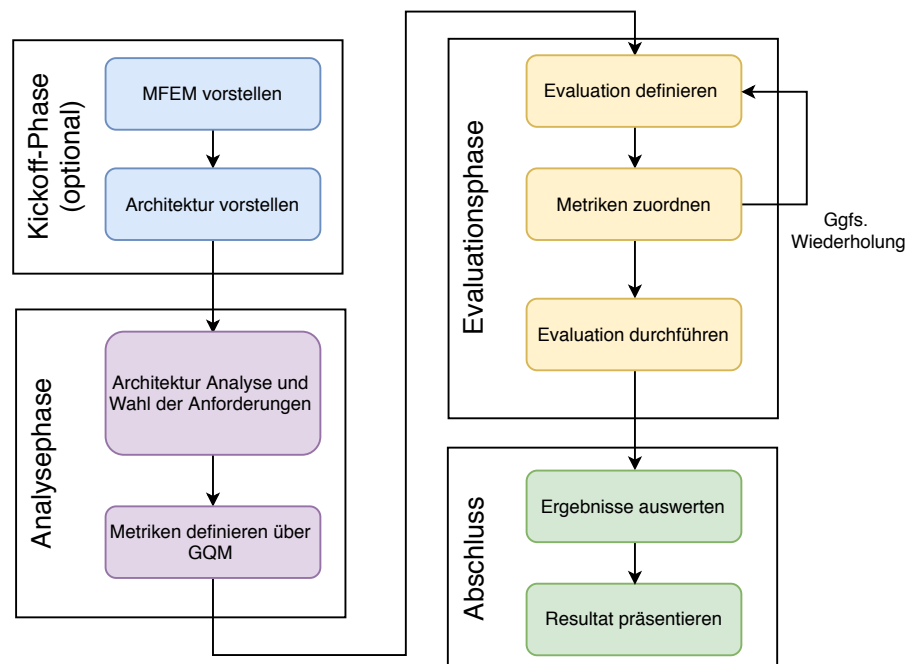 Kickoff-Phase
(optional)
MFEM vorstellen
Architektur vorstellen
Analysephase
Architektur Analyse und
Wahl der Anforderungen
Metriken definieren über
GQM
Evaluationsphase
Evaluation definieren
Metriken zuordnen
Ggfs.
Wiederholung
Evaluation durchführen
Abschluss
Ergebnisse auswerten
Resultat präsentieren